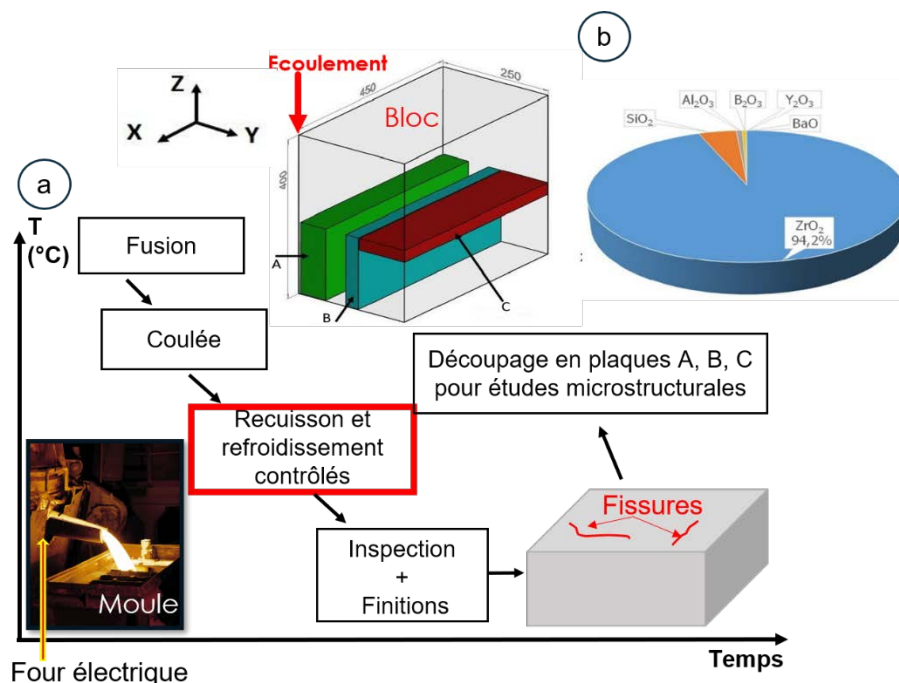 a
T
(°C)
Fusion
Coulée
Recuisson et
refroidissement
contrôlés
Inspection
+
Finitions
Découpage en plaques A, B, C
pour études microstructurales
Fissures
Moule
Four électrique
Temps
Z
X
Y
Ecoulement
450
250
400
Bloc
A
B
C
b
SiO₂
Al₂O₃
B₂O₃
Y₂O₃
BaO
ZrO₂
94,2%